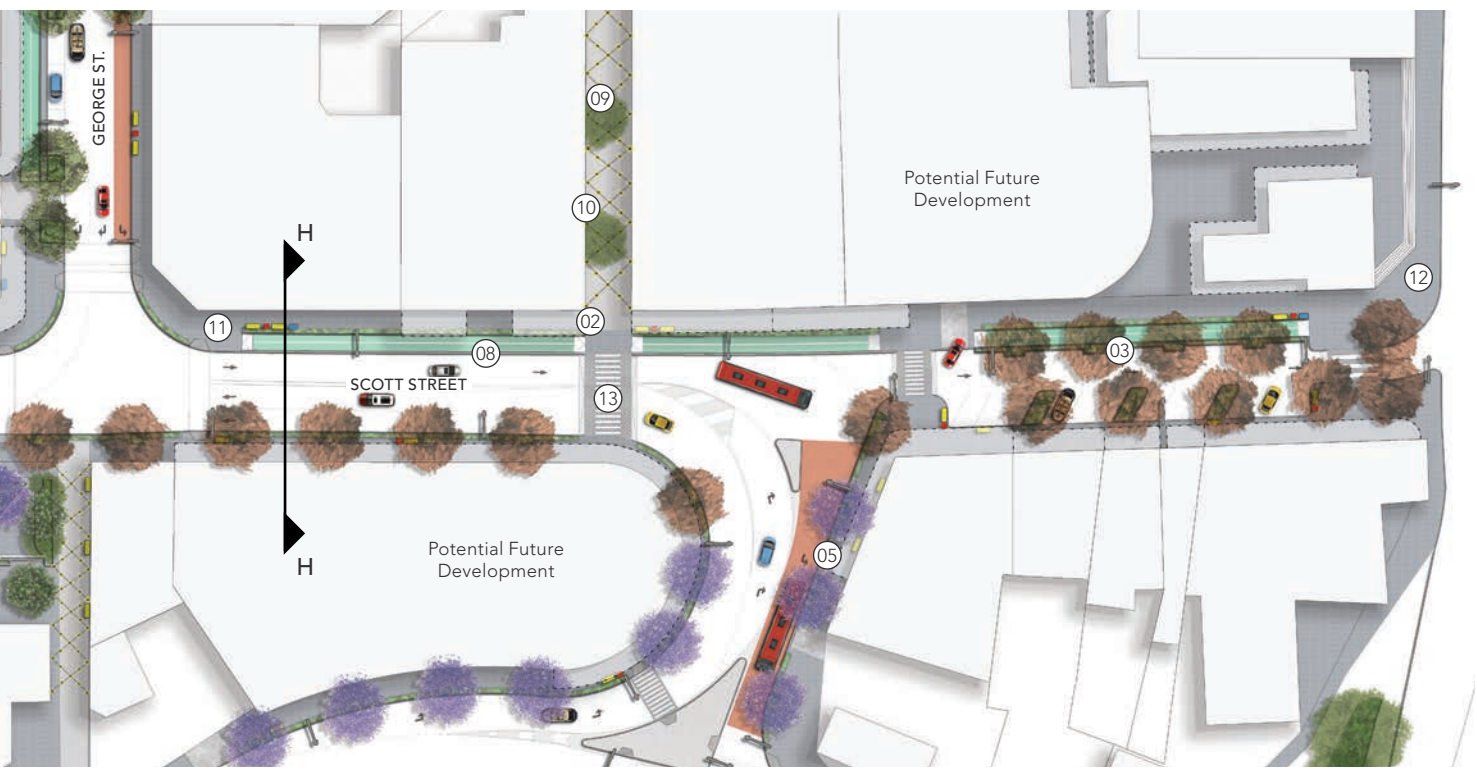 GEORGE ST.
09
10
Potential Future
Development
H
12
11
02
03
08
SCOTT STREET
13
05
Potential Future
Development
H